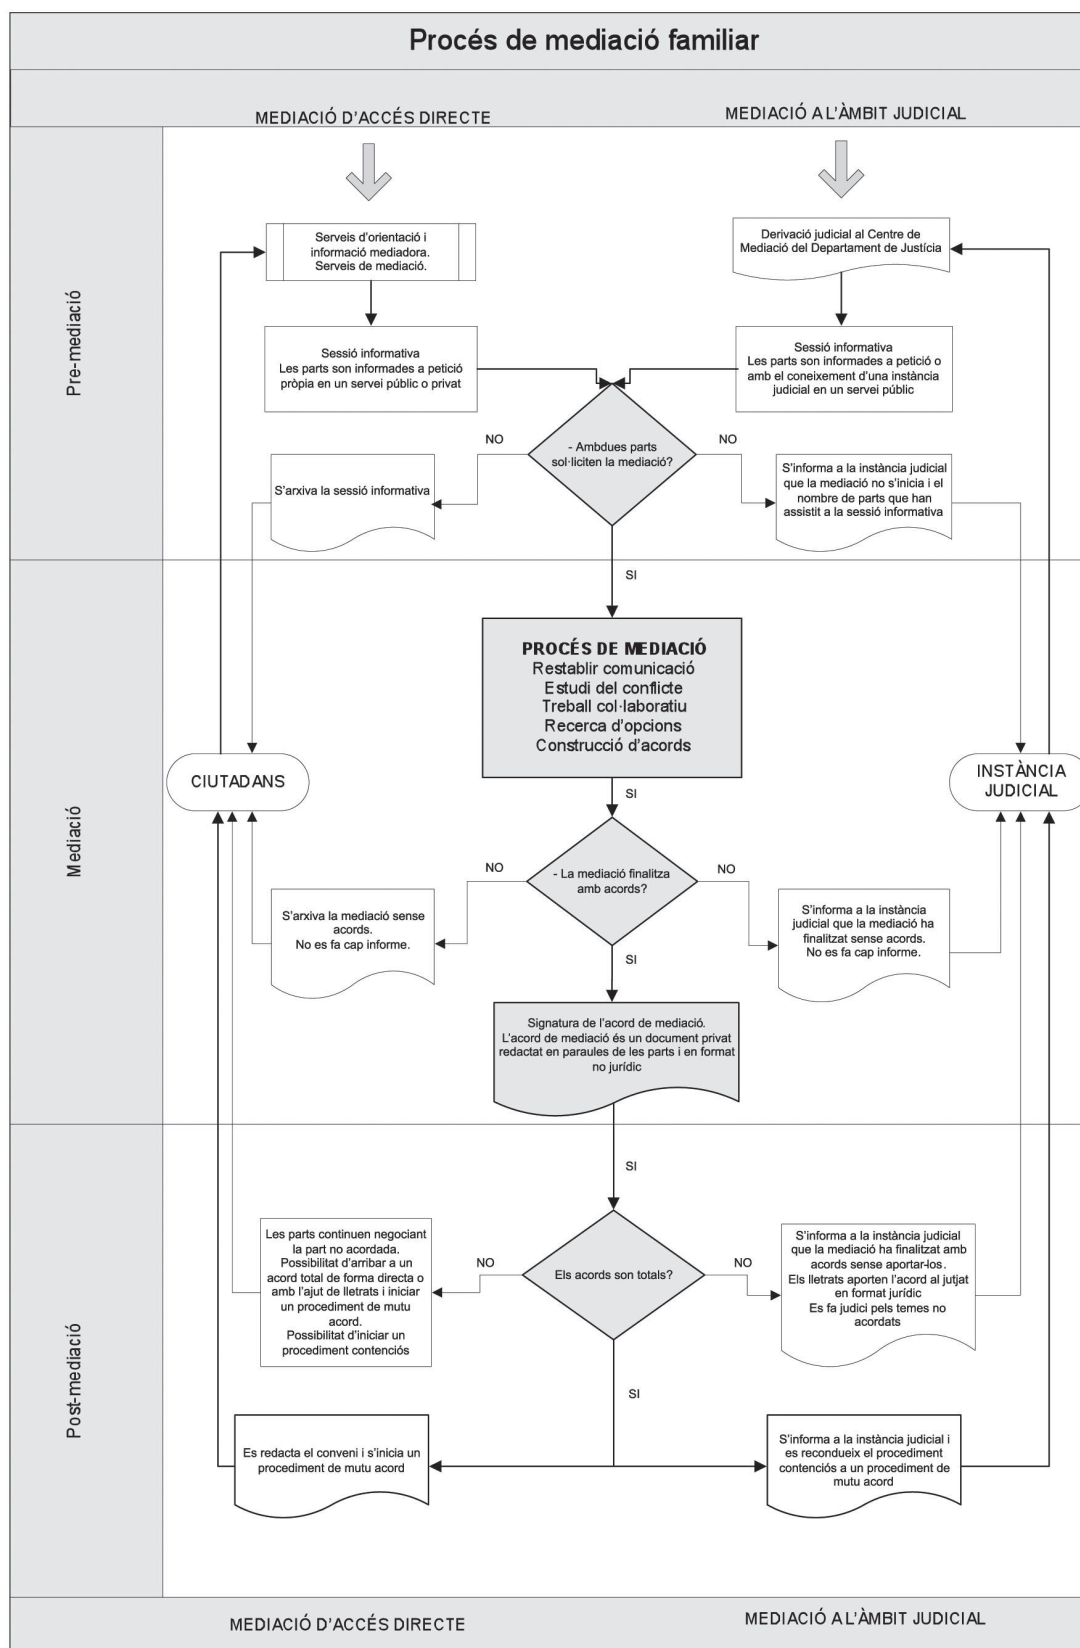 Procés de mediació familiar
MEDIACIÓ D'ACCÉS DIRECTE
MEDIACIÓ A L'ÀMBIT JUDICIAL
Pre-mediació
Serveis d'orientació i
informació mediadora.
Serveis de mediació.
Derivació judicial al Centre de
Mediació del Departament de Justícia
Sessió informativa
Les parts son informades a petició
pròpia en un servei públic o privat
Sessió informativa
Les parts son informades a petició o
amb el coneixement d'una instància
judicial en un servei públic
- Ambdues parts
sol·liciten la mediació?
NO
NO
S'arxiva la sessió informativa
S'informa a la instància judicial
que la mediació no s'inicia i el
nombre de parts que han
assistit a la sessió informativa
SI
Mediació
PROCÉS DE MEDIACIÓ
Restablir comunicació
Estudi del conflicte
Treball col·laboratiu
Recerca d'opcions
Construcció d'acords
CIUTADANS
INSTÀNCIA
JUDICIAL
SI
- La mediació finalitza
amb acords?
NO
NO
S'arxiva la mediació sense
acords.
No es fa cap informe.
S'informa a la instància
judicial que la mediació ha
finalitzat sense acords.
No es fa cap informe.
SI
Signatura de l'acord de mediació.
L'acord de mediació és un document privat
redactat en paraules de les parts i en format
no jurídic
Post-mediació
SI
Els acords son totals?
NO
NO
Les parts continuen negociant
la part no acordada.
Possibilitat d'arribar a un
acord total de forma directa o
amb l'ajut de lletrats i iniciar
un procediment de mutu
acord.
Possibilitat d'iniciar un
procediment contenciós
S'informa a la instància judicial
que la mediació ha finalitzat amb
acords sense aportar-los.
Els lletrats aporten l'acord al jutjat
en format jurídic
Es fa judici pels temes no
acordats
SI
Es redacta el conveni i s'inicia un
procediment de mutu acord
S'informa a la instància judicial i
es recondueix el procediment
contenciós a un procediment de
mutu acord
MEDIACIÓ D'ACCÉS DIRECTE
MEDIACIÓ A L'ÀMBIT JUDICIAL